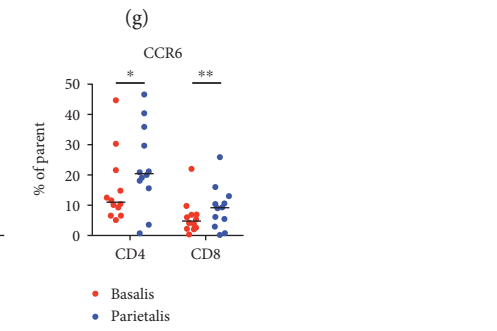 (g)
CCR6
* **
50
40
30
20
10
0
% of parent
CD4 CD8
Basalis
Parietalis